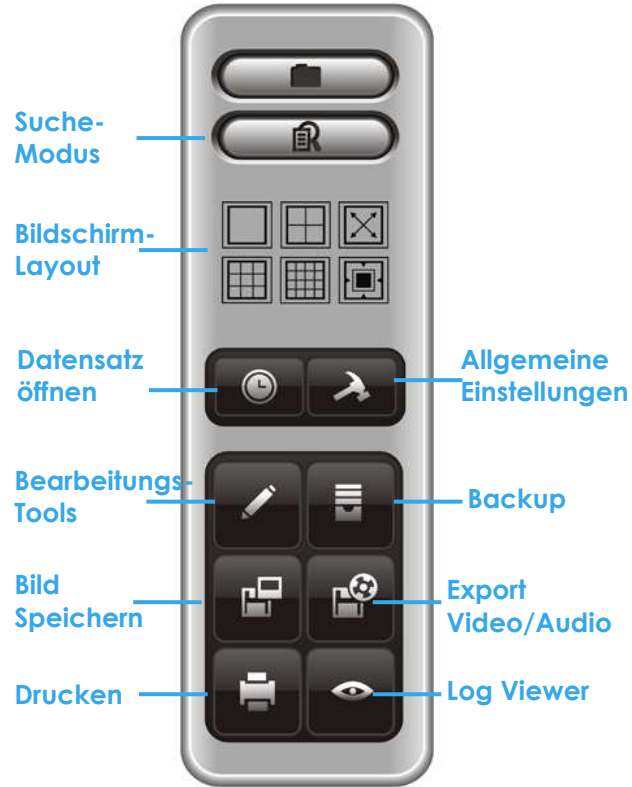 Suche-
Modus
Bildschirm-
Layout
Datensatz
öffnen
Allgemeine
Einstellungen
Bearbeitungs-
Tools
Backup
Bild
Speichern
Export
Video/Audio
Drucken
Log Viewer